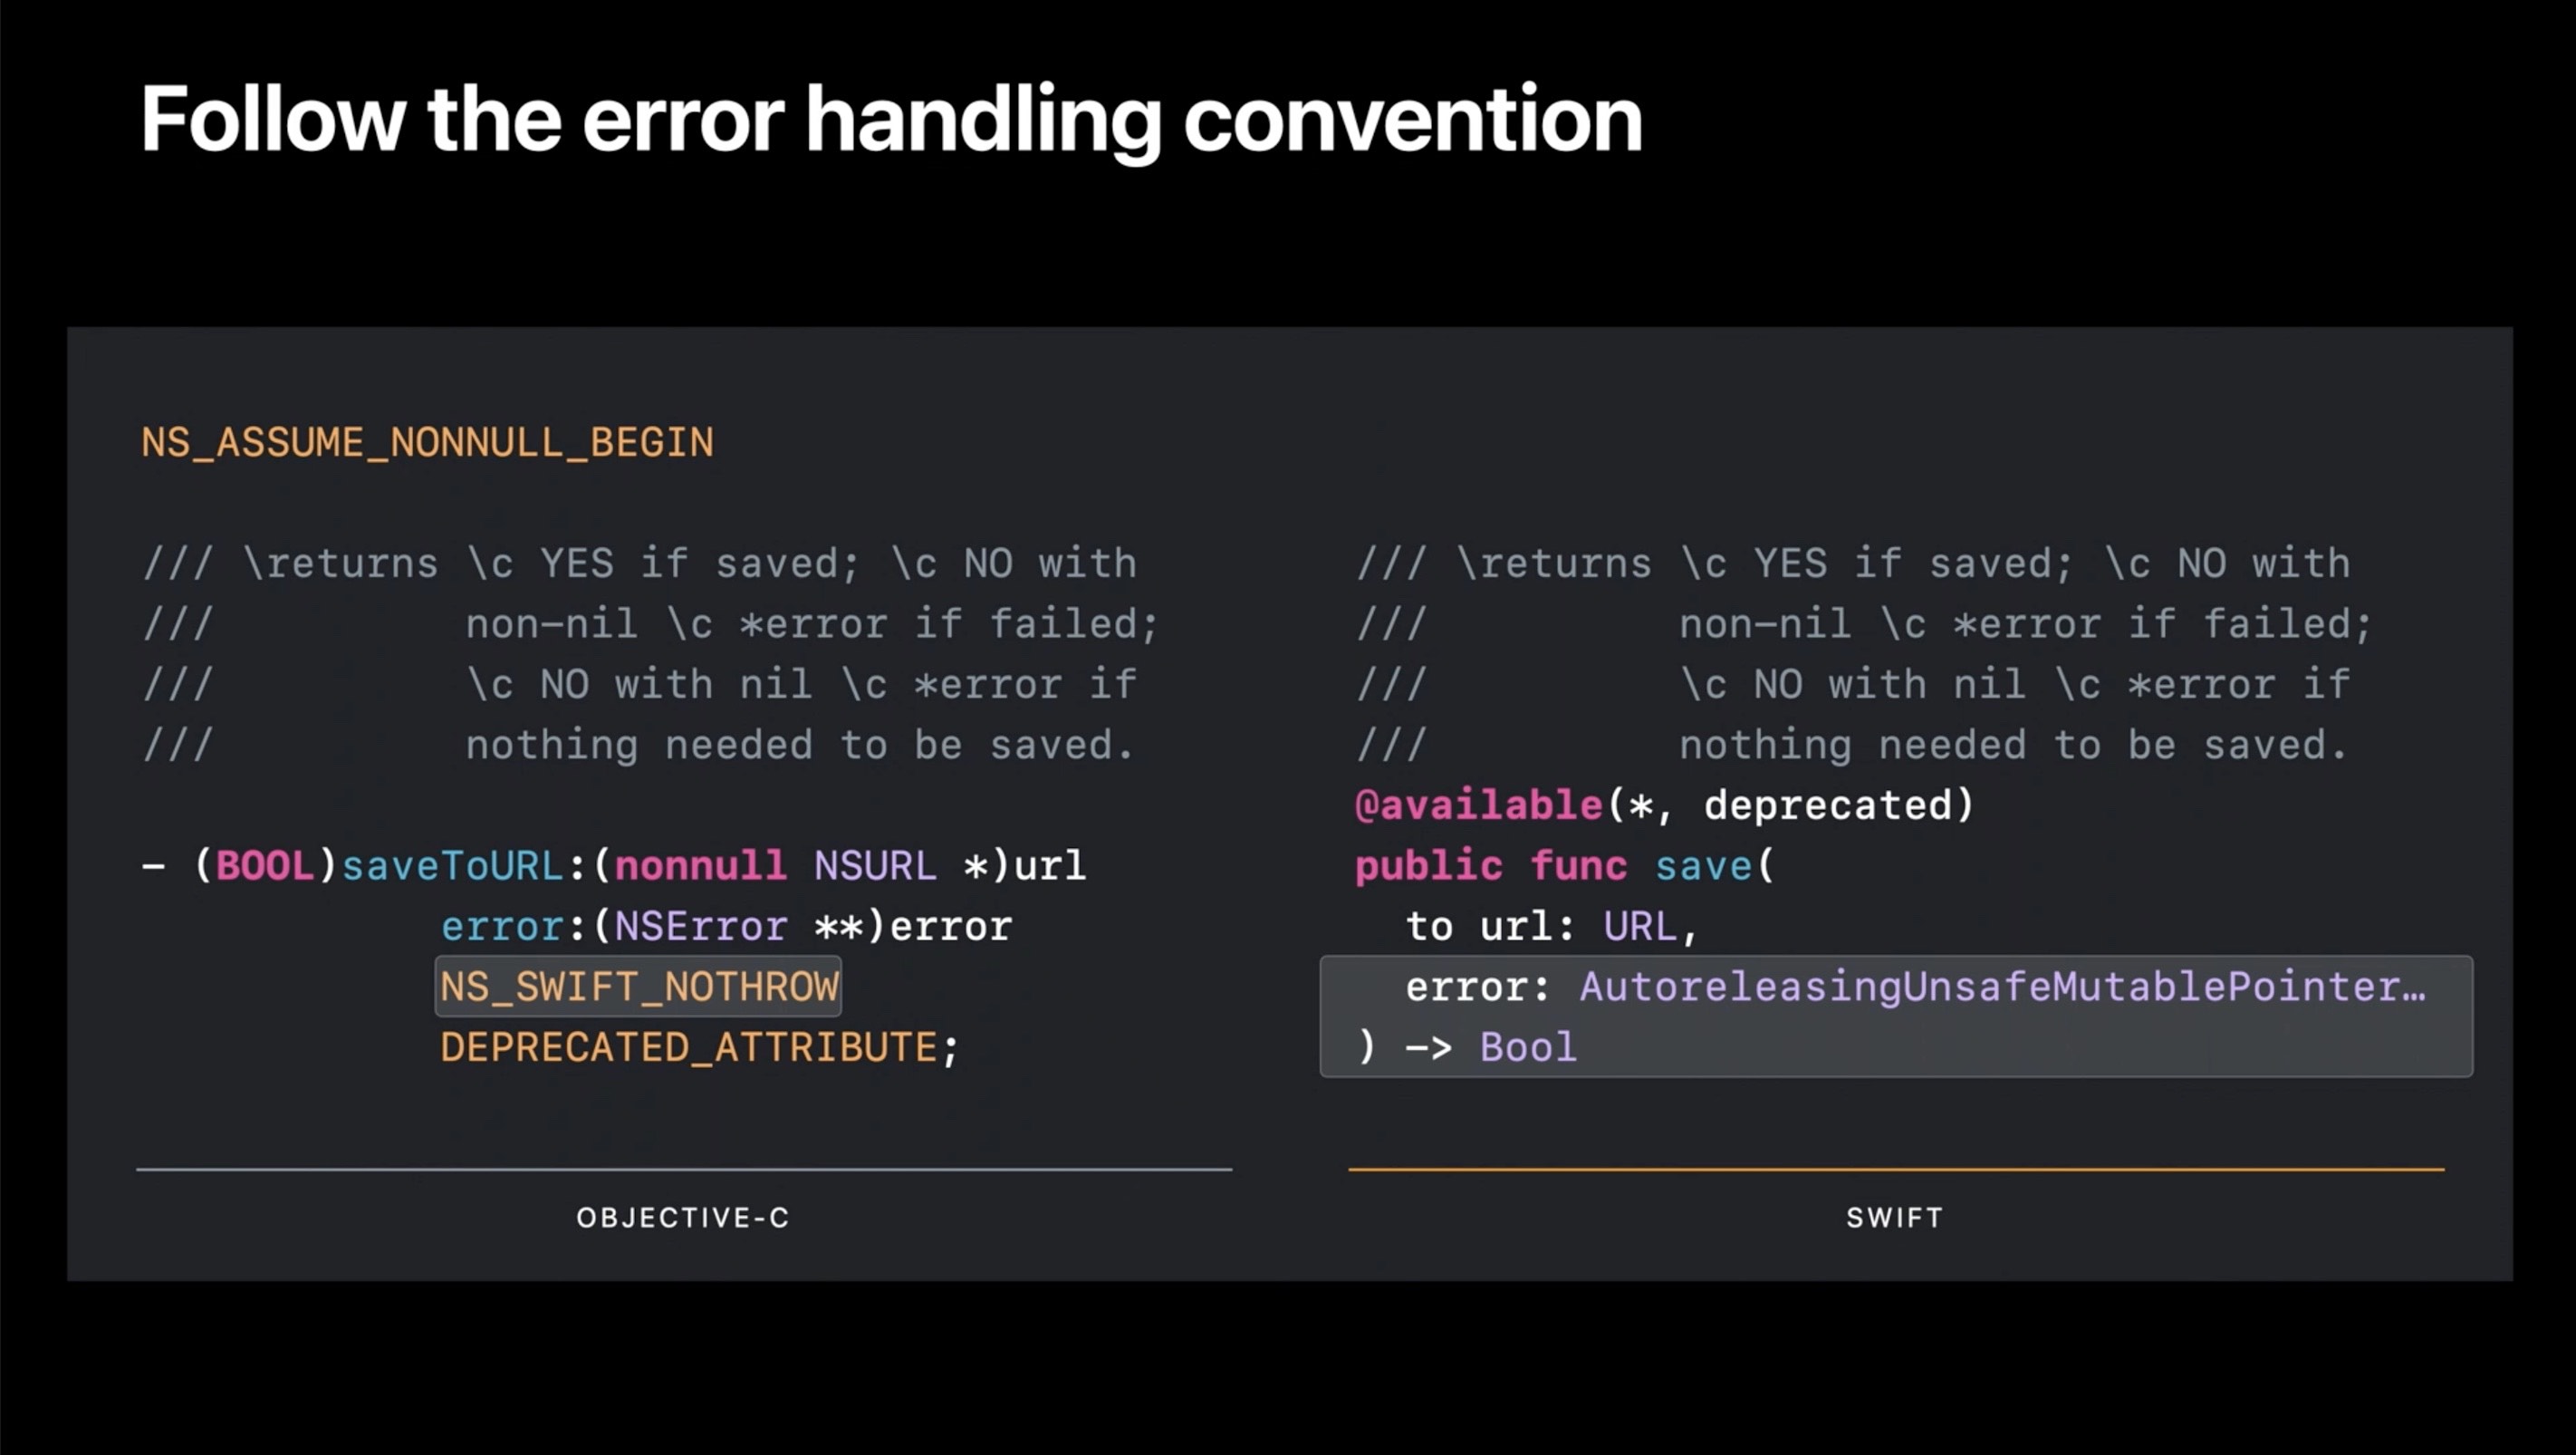 Follow the error handling convention
NS_ASSUME_NONNULL_BEGIN
/// \returns \c YES if saved; \c NO with
///          non-nil \c *error if failed;
///          \c NO with nil \c *error if
///          nothing needed to be saved.
- (BOOL)saveToURL:(nonnull NSURL *)url
            error:(NSError **)error
            NS_SWIFT_NOTHROW
            DEPRECATED_ATTRIBUTE;
OBJECTIVE-C
/// \returns \c YES if saved; \c NO with
///          non-nil \c *error if failed;
///          \c NO with nil \c *error if
///          nothing needed to be saved.
@available(*, deprecated)
public func save(
  to url: URL,
  error: AutoreleasingUnsafeMutablePointer…
) -> Bool
SWIFT